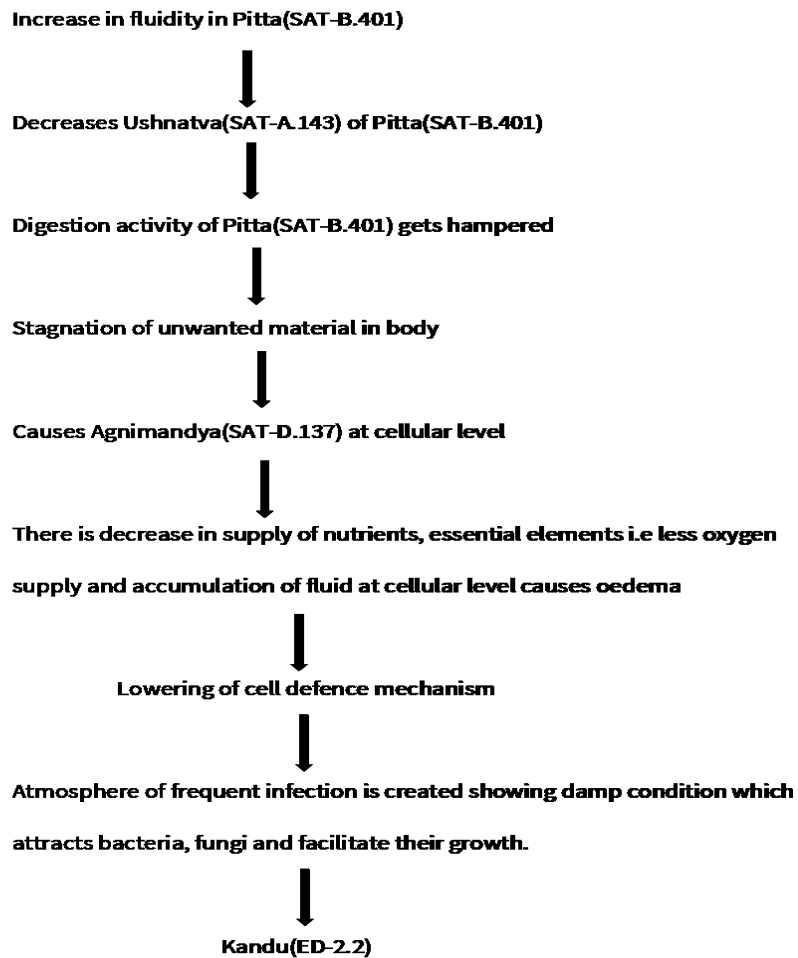 Increase in fluidity in Pitta(SAT-B.401)
Decreases Ushnatva(SAT-A.143) of Pitta(SAT-B.401)
Digestion activity of Pitta(SAT-B.401) gets hampered
Stagnation of unwanted material in body
Causes Agnimandya(SAT-D.137) at cellular level
There is decrease in supply of nutrients, essential elements i.e less oxygen
supply and accumulation of fluid at cellular level causes oedema
Lowering of cell defence mechanism
Atmosphere of frequent infection is created showing damp condition which
attracts bacteria, fungi and facilitate their growth.
Kandu(ED-2.2)